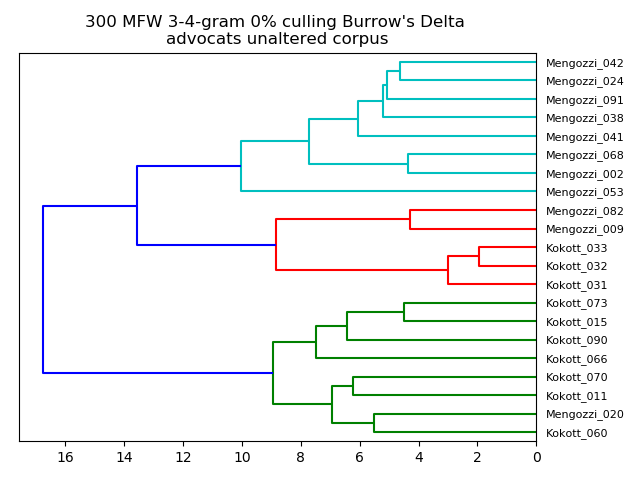 300 MFW 3-4-gram 0% culling Burrow's Delta
advocats unaltered corpus
Mengozzi_042
Mengozzi_024
Mengozzi_091
Mengozzi_038
Mengozzi_041
Mengozzi_068
Mengozzi_002
Mengozzi_053
Mengozzi_082
Mengozzi_009
Kokott_033
Kokott_032
Kokott_031
Kokott_073
Kokott_015
Kokott_090
Kokott_066
Kokott_070
Kokott_011
Mengozzi_020
Kokott_060
16 14 12 10 8 6 4 2 0